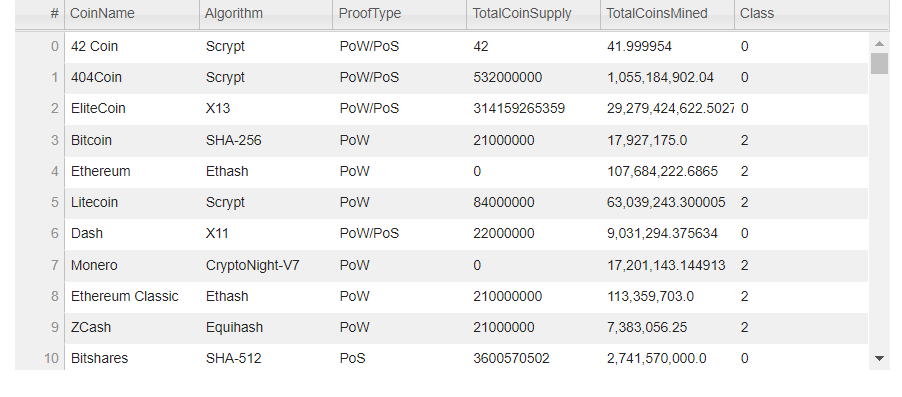 # CoinName Algorithm ProofType TotalCoinSupply TotalCoinsMined Class
0 42 Coin Scrypt PoW/PoS 42 41.999954 0
1 404Coin Scrypt PoW/PoS 532000000 1,055,184,902.04 0
2 EliteCoin X13 PoW/PoS 314159265359 29,279,424,622.5027 0
3 Bitcoin SHA-256 PoW 21000000 17,927,175.0 2
4 Ethereum Ethash PoW 0 107,684,222.6865 2
5 Litecoin Scrypt PoW 84000000 63,039,243.300005 2
6 Dash X11 PoW/PoS 22000000 9,031,294.375634 0
7 Monero CryptoNight-V7 PoW 0 17,201,143.144913 2
8 Ethereum Classic Ethash PoW 210000000 113,359,703.0 2
9 ZCash Equihash PoW 21000000 7,383,056.25 2
10 Bitshares SHA-512 PoS 3600570502 2,741,570,000.0 0